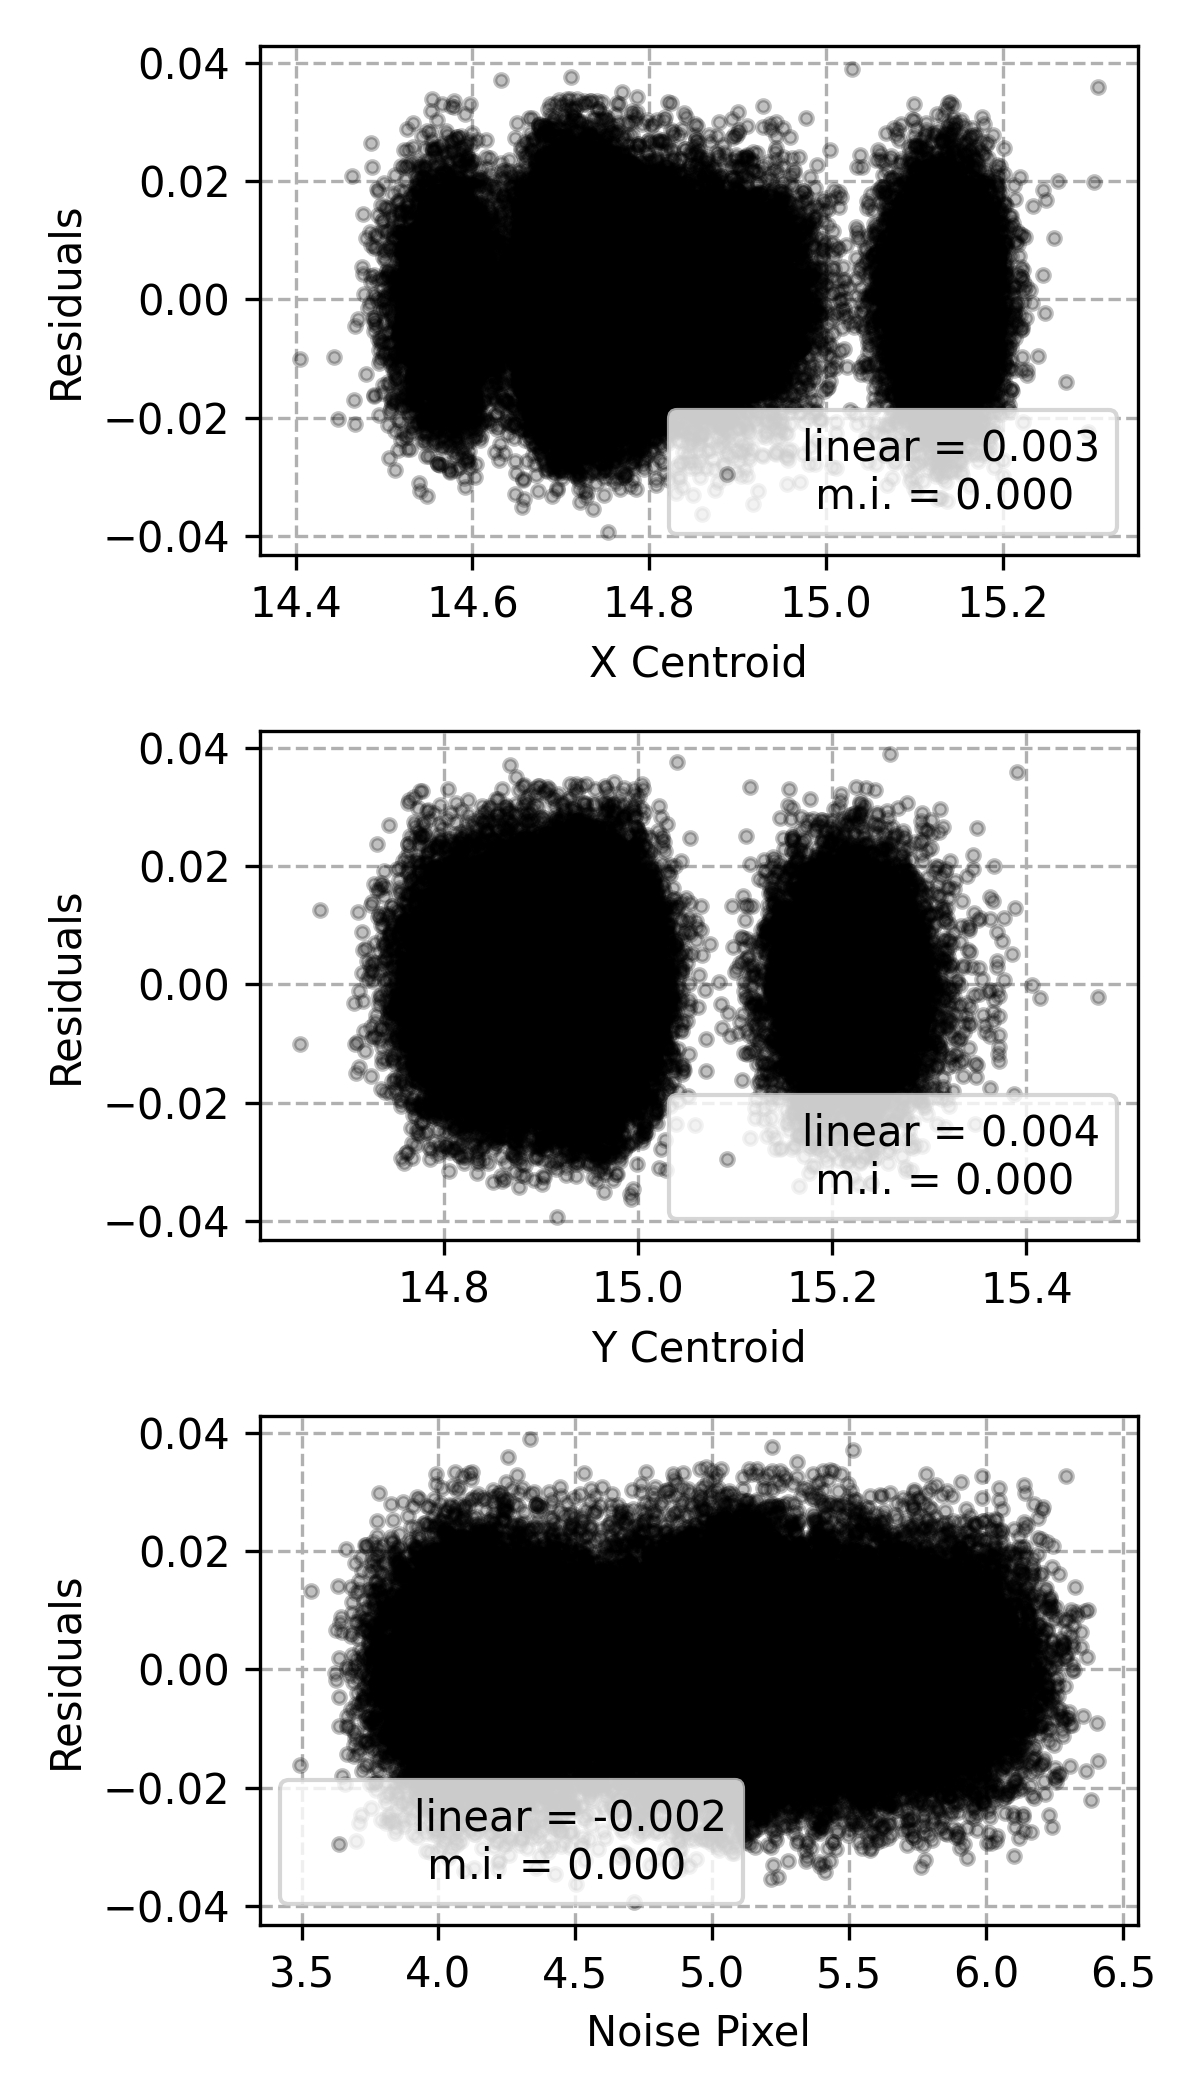 0.04
0.02
0.00
−0.02
−0.04
Residuals
linear = 0.003
m.i. = 0.000
14.4 14.6 14.8 15.0 15.2
X Centroid
0.04
0.02
0.00
−0.02
−0.04
Residuals
linear = 0.004
m.i. = 0.000
14.8 15.0 15.2 15.4
Y Centroid
0.04
0.02
0.00
−0.02
−0.04
Residuals
linear = -0.002
m.i. = 0.000
3.5 4.0 4.5 5.0 5.5 6.0 6.5
Noise Pixel